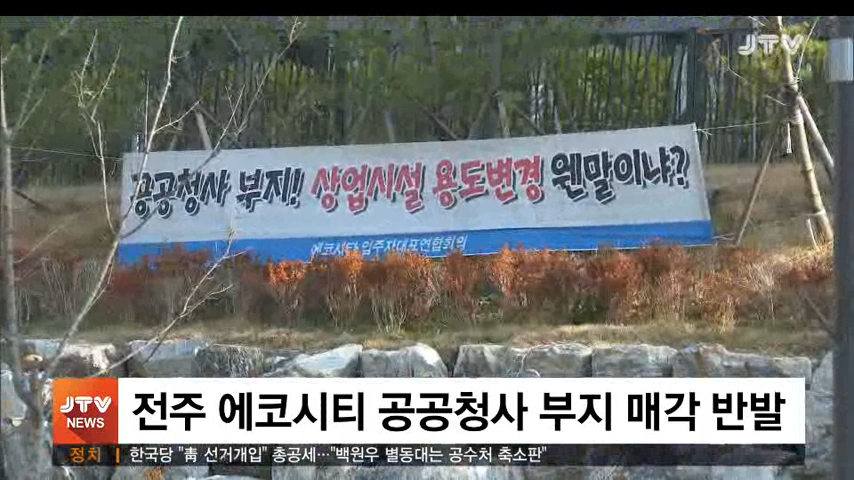 JTV
공공청사 부지! 상업시설 용도변경 웬말이냐?
에코시티 입주자대표연합회의
JTV NEWS
전주 에코시티 공공청사 부지 매각 반발
정치 한국당 "靑 선거개입" 총공세…"백원우 별동대는 공수처 축소판"